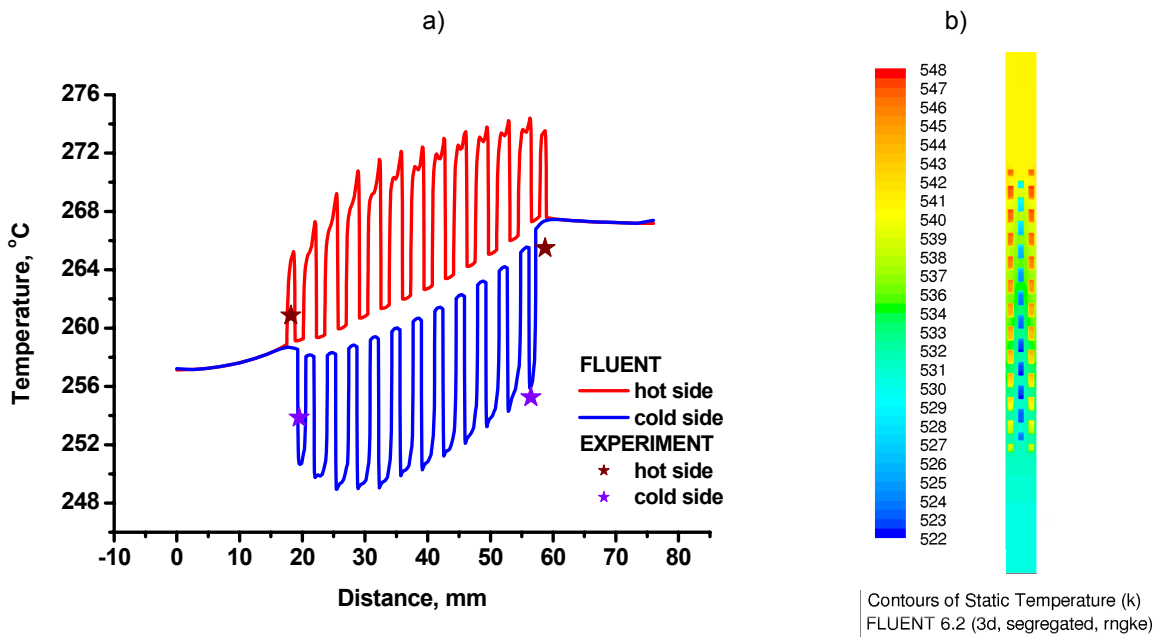 a)
276
272
268
264
260
256
252
248
Temperature, °C
-10 0 10 20 30 40 50 60 70 80
Distance, mm
FLUENT
hot side
cold side
EXPERIMENT
hot side
cold side
b)
548
547
546
545
544
543
542
541
540
539
537
536
535
533
532
531
530
529
528
527
526
525
524
523
522
Contours of Static Temperature (k)
FLUENT 6.2 (3d, segregated, rngke)